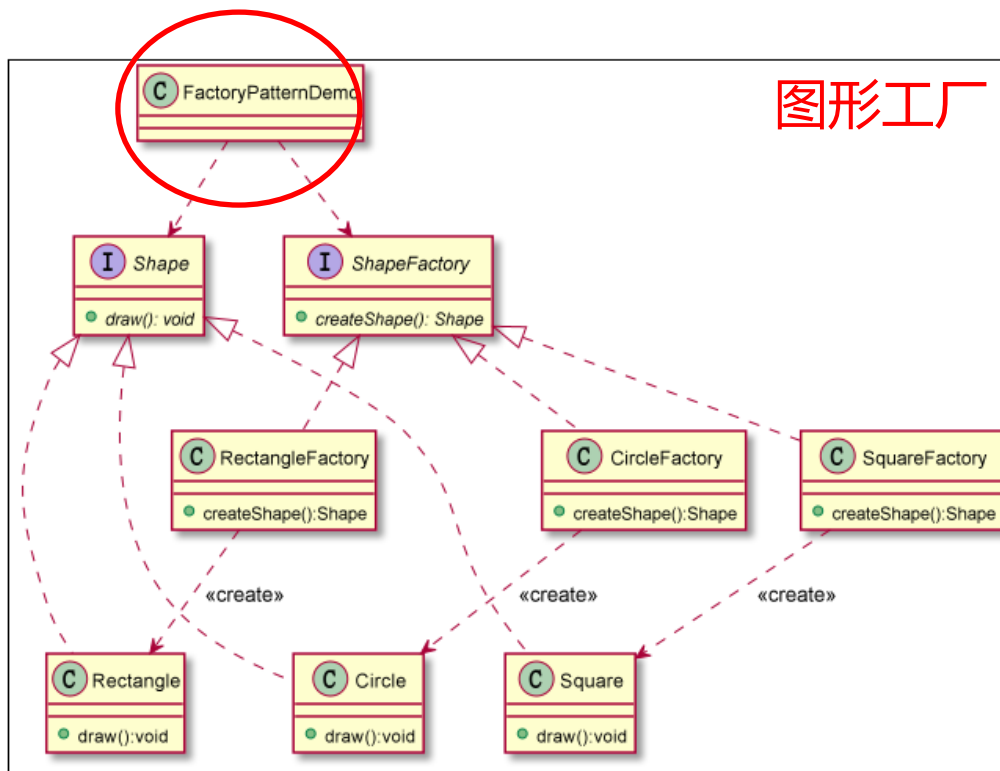 C FactoryPatternDemo
图形工厂
I Shape
draw(): void
I ShapeFactory
createShape(): Shape
C RectangleFactory
createShape():Shape
C CircleFactory
createShape():Shape
C SquareFactory
createShape():Shape
«create»
«create»
«create»
C Rectangle
draw():void
C Circle
draw():void
C Square
draw():void